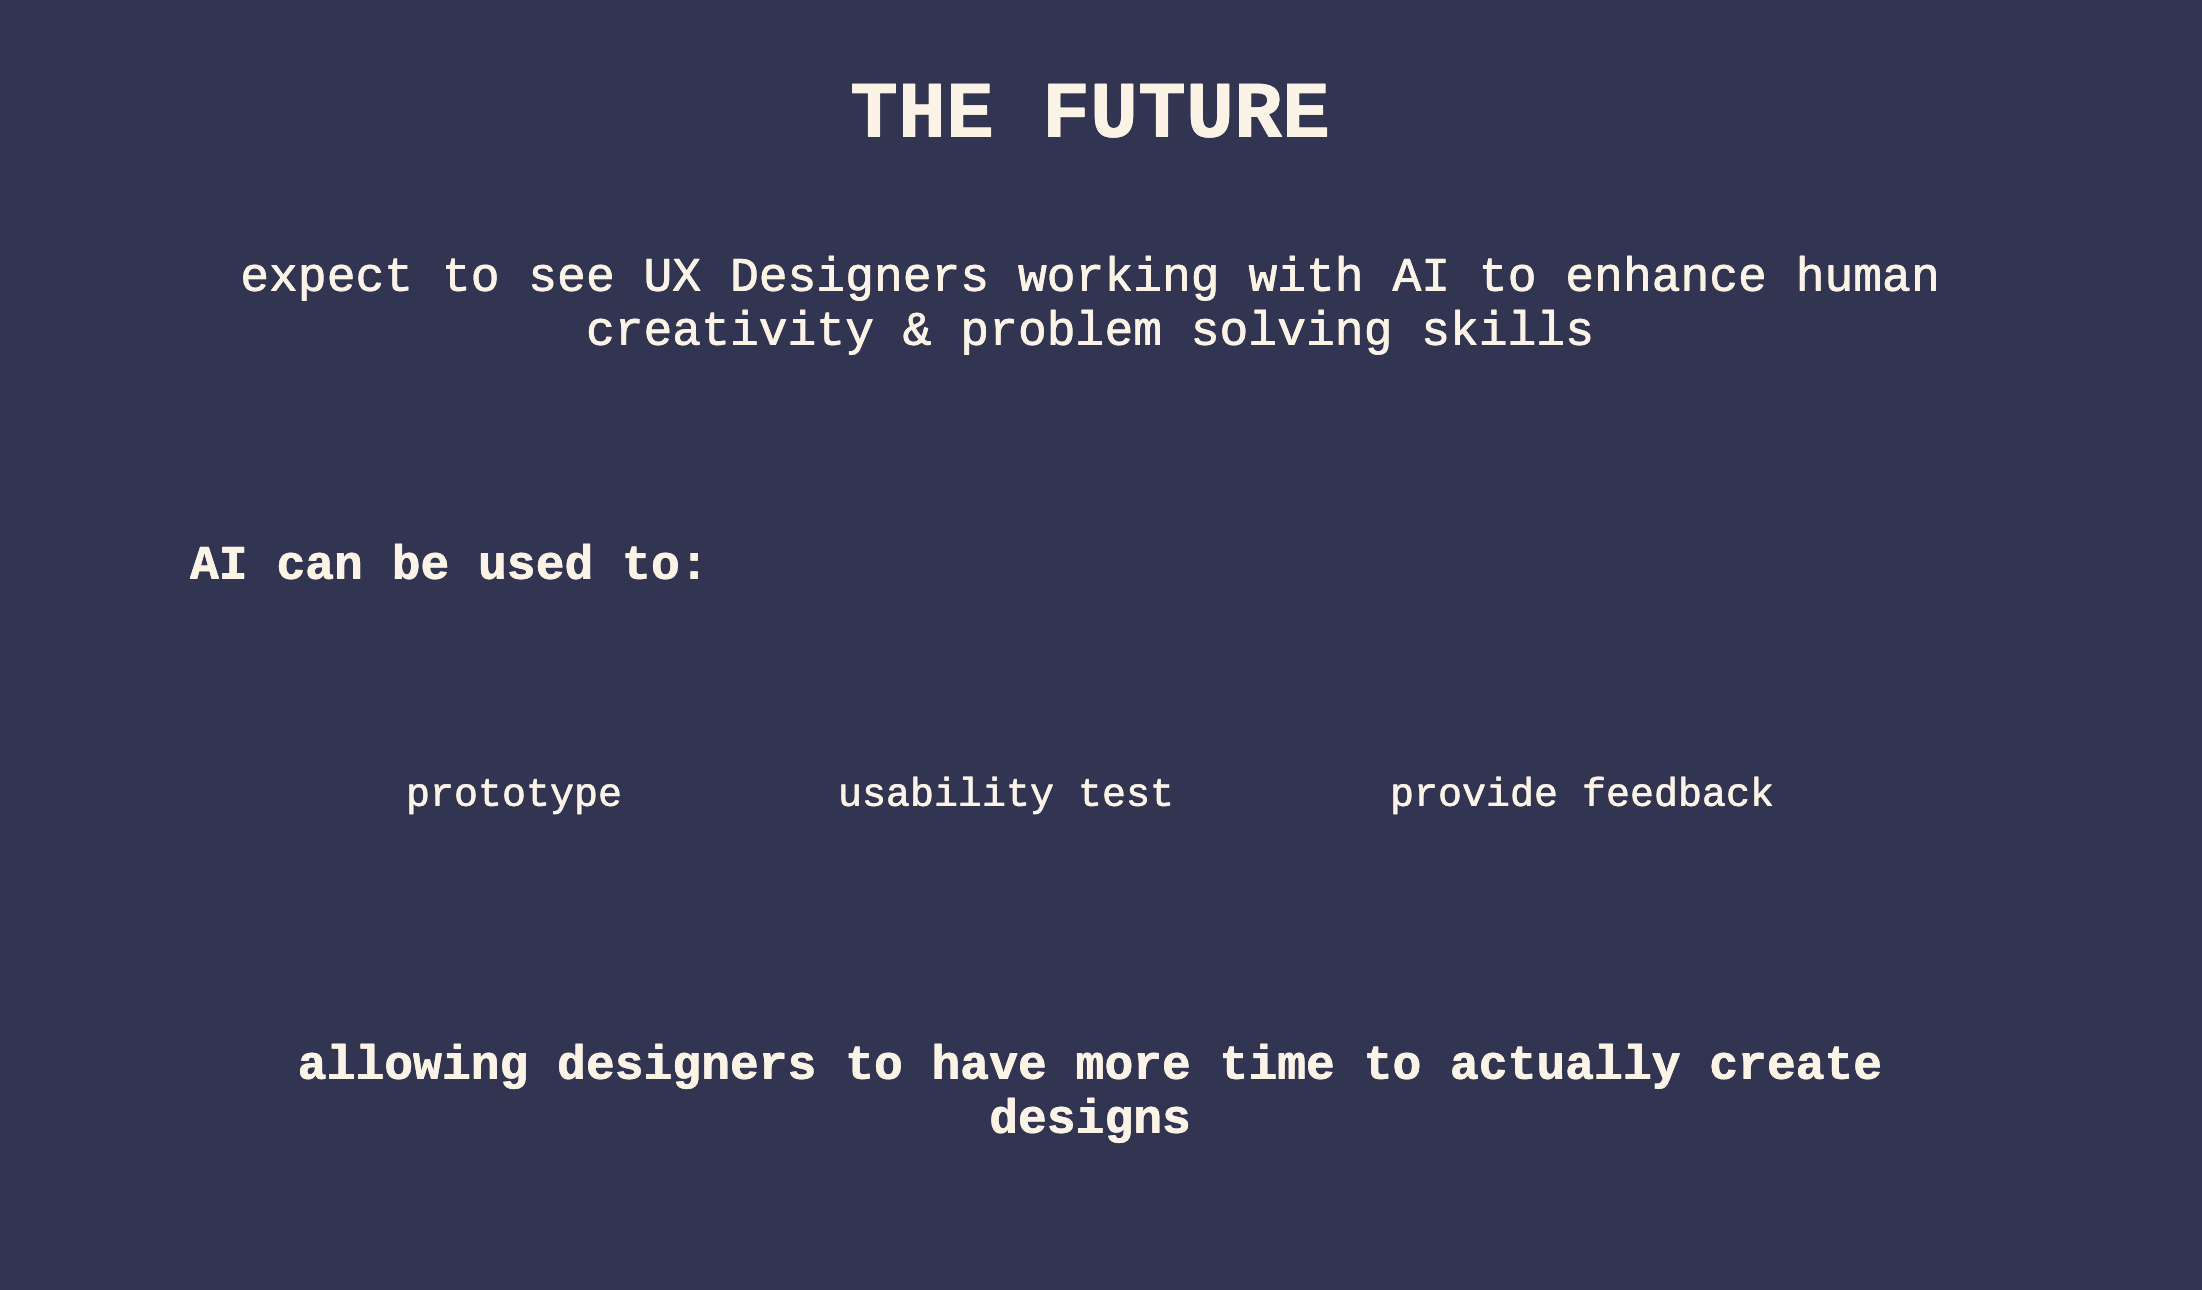 THE FUTURE
expect to see UX Designers working with AI to enhance human
creativity & problem solving skills
AI can be used to:
prototype usability test provide feedback
allowing designers to have more time to actually create
designs